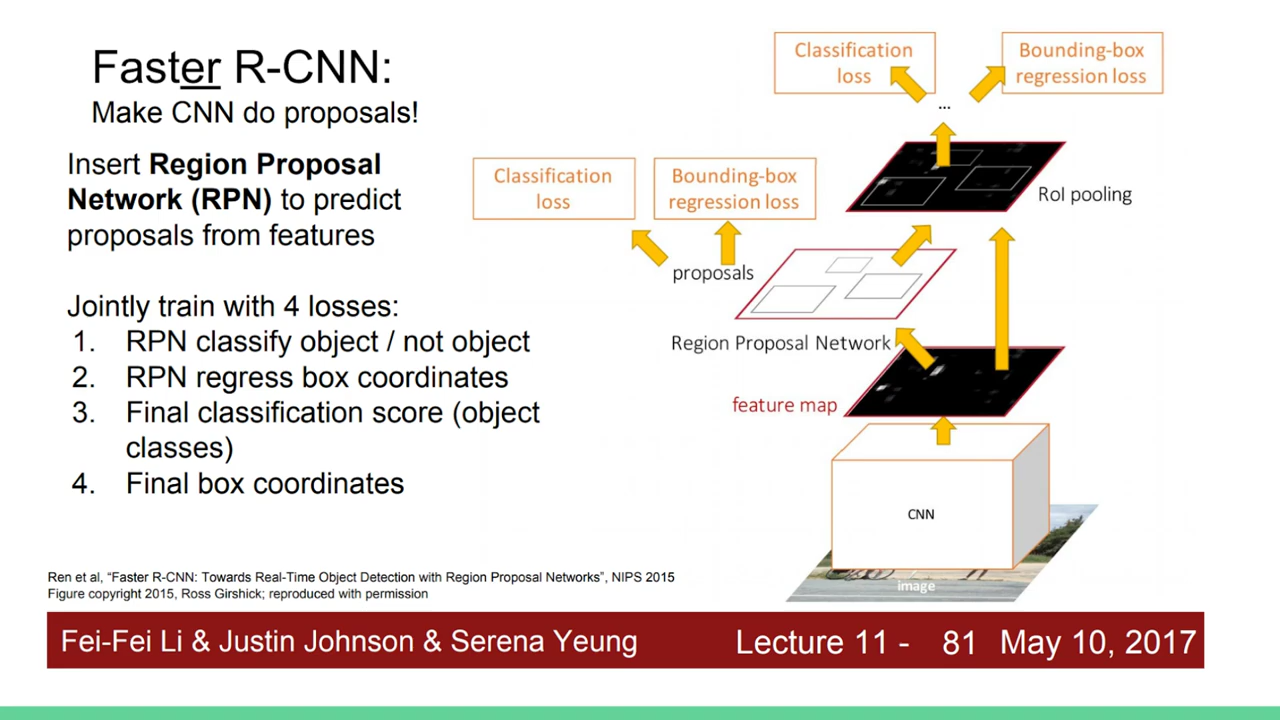 Faster R-CNN:
Make CNN do proposals!
Insert Region Proposal
Network (RPN) to predict
proposals from features
Jointly train with 4 losses:
1. RPN classify object / not object
2. RPN regress box coordinates
3. Final classification score (object
classes)
4. Final box coordinates
Classification
loss
Bounding-box
regression loss
...
Classification
loss
Bounding-box
regression loss
RoI pooling
proposals
Region Proposal Network
feature map
CNN
image
Ren et al, “Faster R-CNN: Towards Real-Time Object Detection with Region Proposal Networks”, NIPS 2015
Figure copyright 2015, Ross Girshick; reproduced with permission
Fei-Fei Li & Justin Johnson & Serena Yeung
Lecture 11 - 81 May 10, 2017